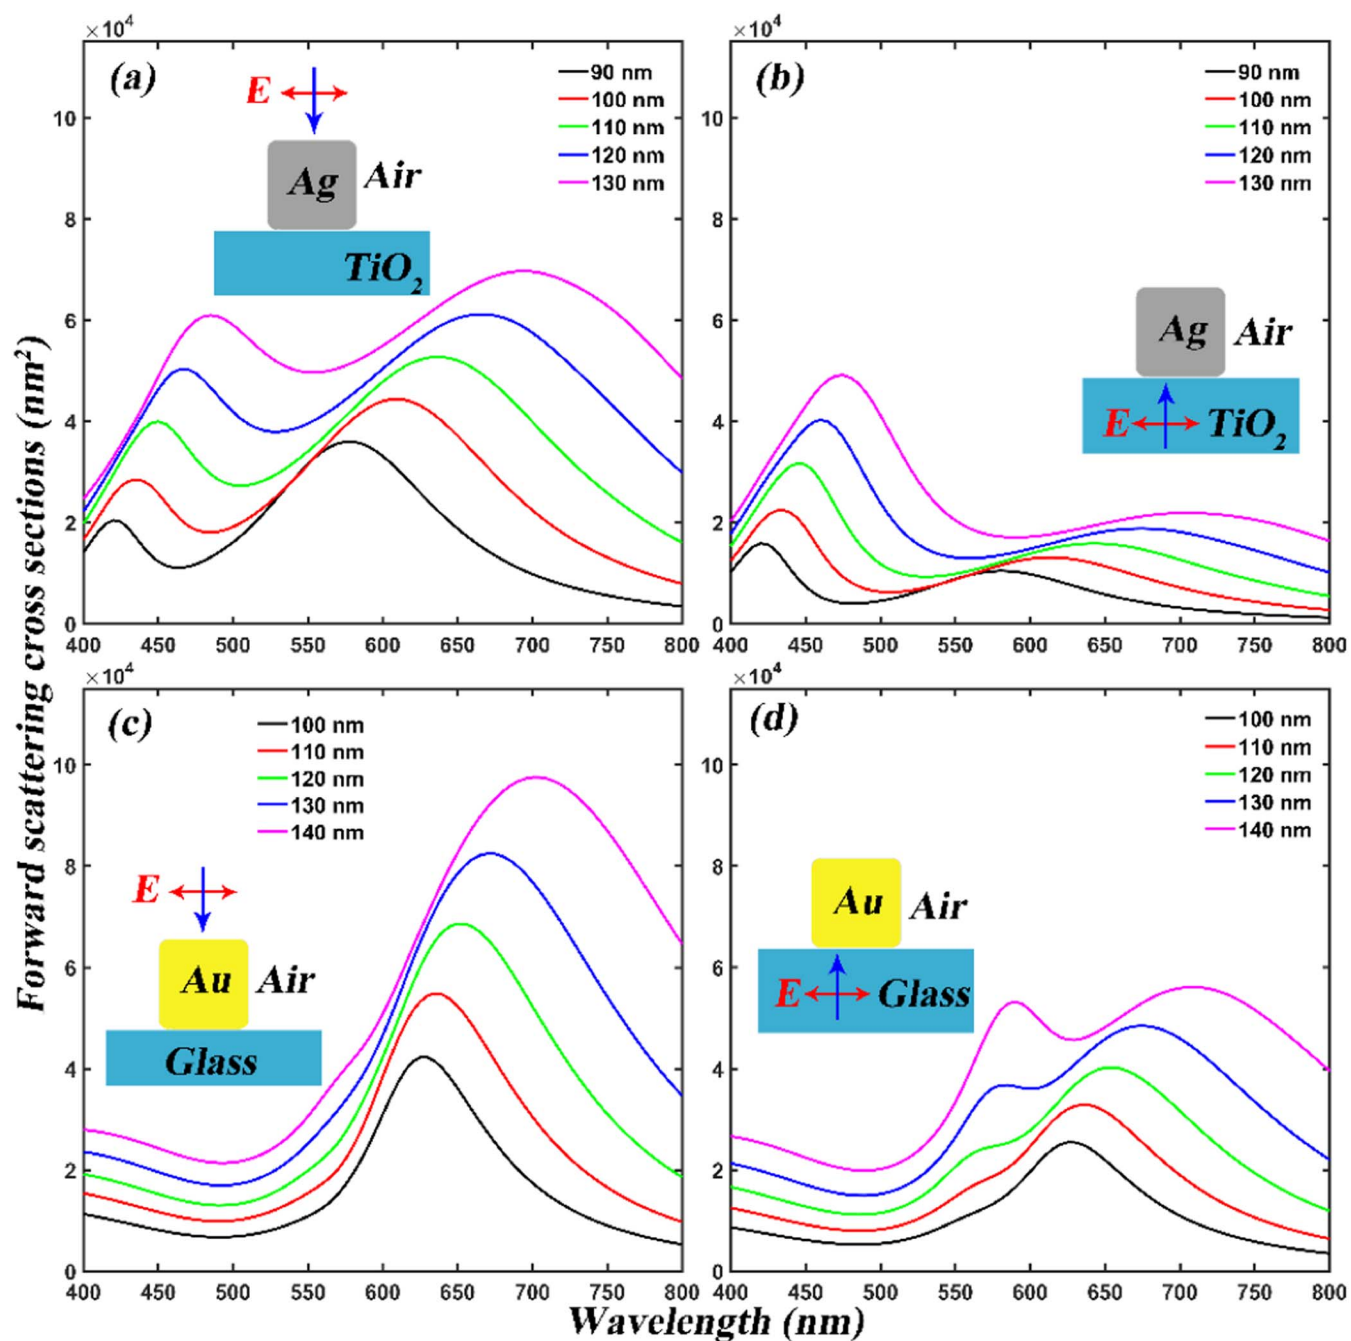 Forward scattering cross sections (nm²)
×10⁴
(a)
E
Ag
Air
TiO₂
90 nm
100 nm
110 nm
120 nm
130 nm
10
8
6
4
2
0
400 450 500 550 600 650 700 750 800
×10⁴
(b)
90 nm
100 nm
110 nm
120 nm
130 nm
Ag
Air
E
TiO₂
10
8
6
4
2
0
400 450 500 550 600 650 700 750 800
×10⁴
(c)
100 nm
110 nm
120 nm
130 nm
140 nm
E
Au
Air
Glass
10
8
6
4
2
0
400 450 500 550 600 650 700 750 800
×10⁴
(d)
100 nm
110 nm
120 nm
130 nm
140 nm
Au
Air
E
Glass
10
8
6
4
2
0
400 450 500 550 600 650 700 750 800
Wavelength (nm)